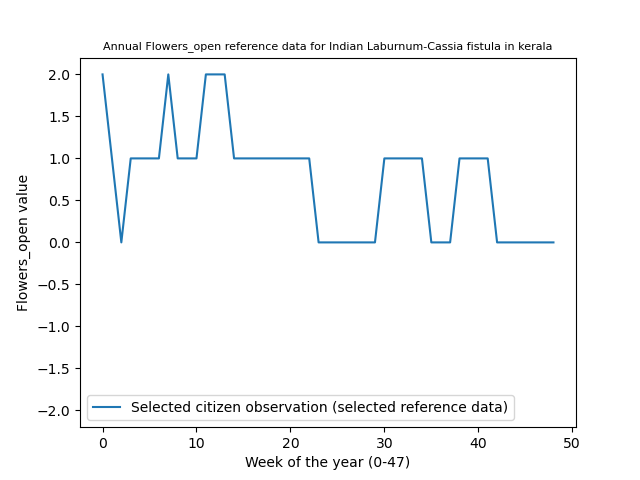 Annual Flowers_open reference data for Indian Laburnum-Cassia fistula in kerala
2.0
1.5
1.0
0.5
0.0
−0.5
−1.0
−1.5
−2.0
Flowers_open value
Selected citizen observation (selected reference data)
0 10 20 30 40 50
Week of the year (0-47)